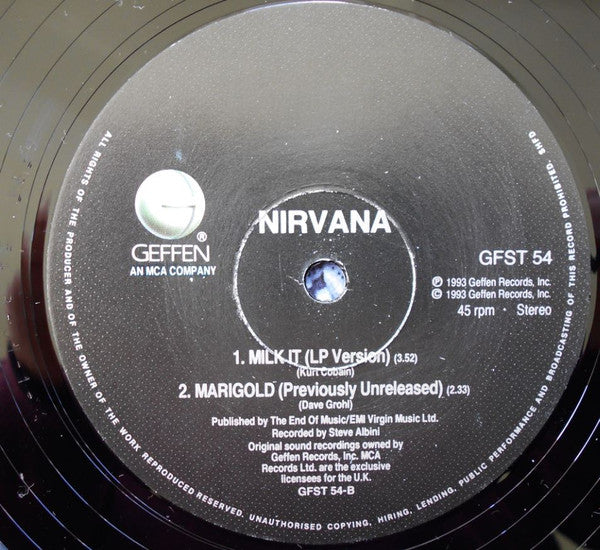 NIRVANA
GEFFEN®
AN MCA COMPANY
GFST 54
℗ 1993 Geffen Records, Inc.
© 1993 Geffen Records, Inc.
45 rpm · Stereo
1. MILK IT (LP Version) (3.52)
(Kurt Cobain)
2. MARIGOLD (Previously Unreleased) (2.33)
(Dave Grohl)
Published by The End Of Music/EMI Virgin Music Ltd.
Recorded by Steve Albini
Original sound recordings owned by
Geffen Records, Inc. MCA
Records Ltd. are the exclusive
licensees for the U.K.
GFST 54-B
ALL RIGHTS OF THE PRODUCER AND OF THE OWNER OF THE WORK REPRODUCED RESERVED. UNAUTHORISED COPYING, HIRING, LENDING, PUBLIC PERFORMANCE AND BROADCASTING OF THIS RECORD PROHIBITED. SHFD